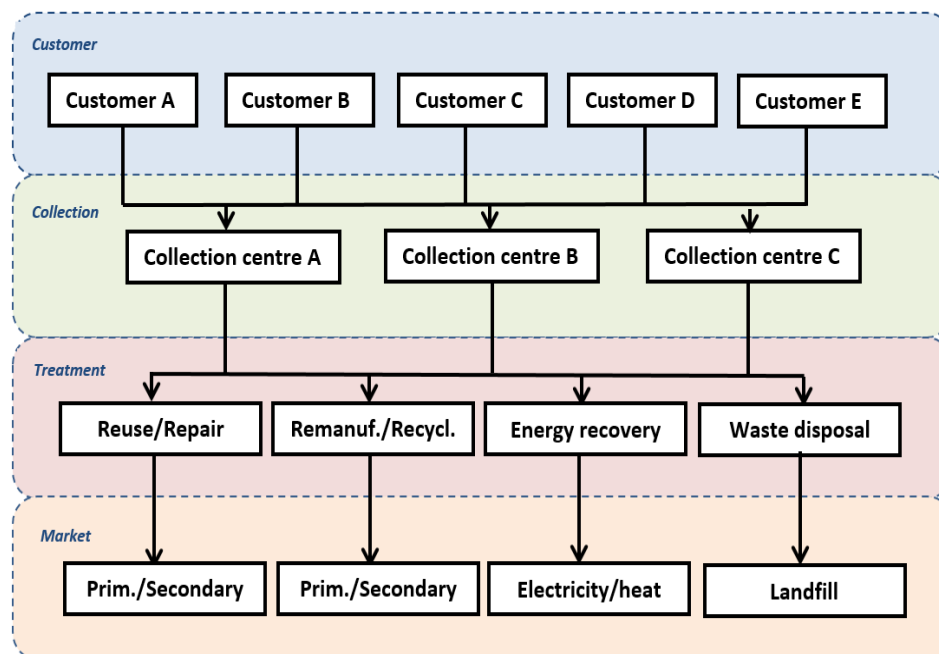 Customer
Customer A
Customer B
Customer C
Customer D
Customer E
Collection
Collection centre A
Collection centre B
Collection centre C
Treatment
Reuse/Repair
Remanuf./Recycl.
Energy recovery
Waste disposal
Market
Prim./Secondary
Prim./Secondary
Electricity/heat
Landfill